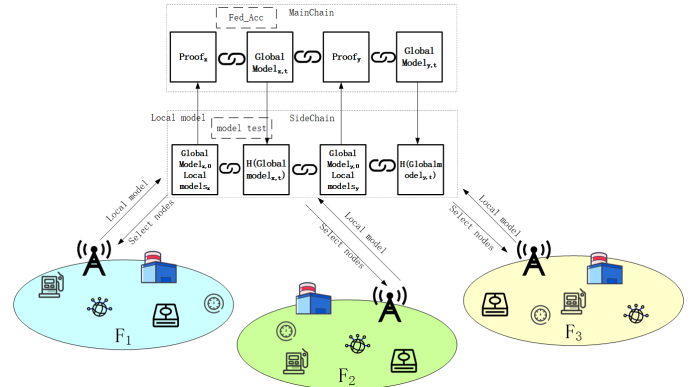 Fed_Acc
MainChain
Proofx
Global
Modelx,t
Proofy
Global
Modely,t
Local model
model test
SideChain
Global
Modelx,0
Local
modelsx
H(Global
modelx,t)
Global
Modely,0
Local
modelsy
H(Globalm
odely,t)
Local model
Select nodes
Local model
Select nodes
Local model
Select nodes
F1
F2
F3